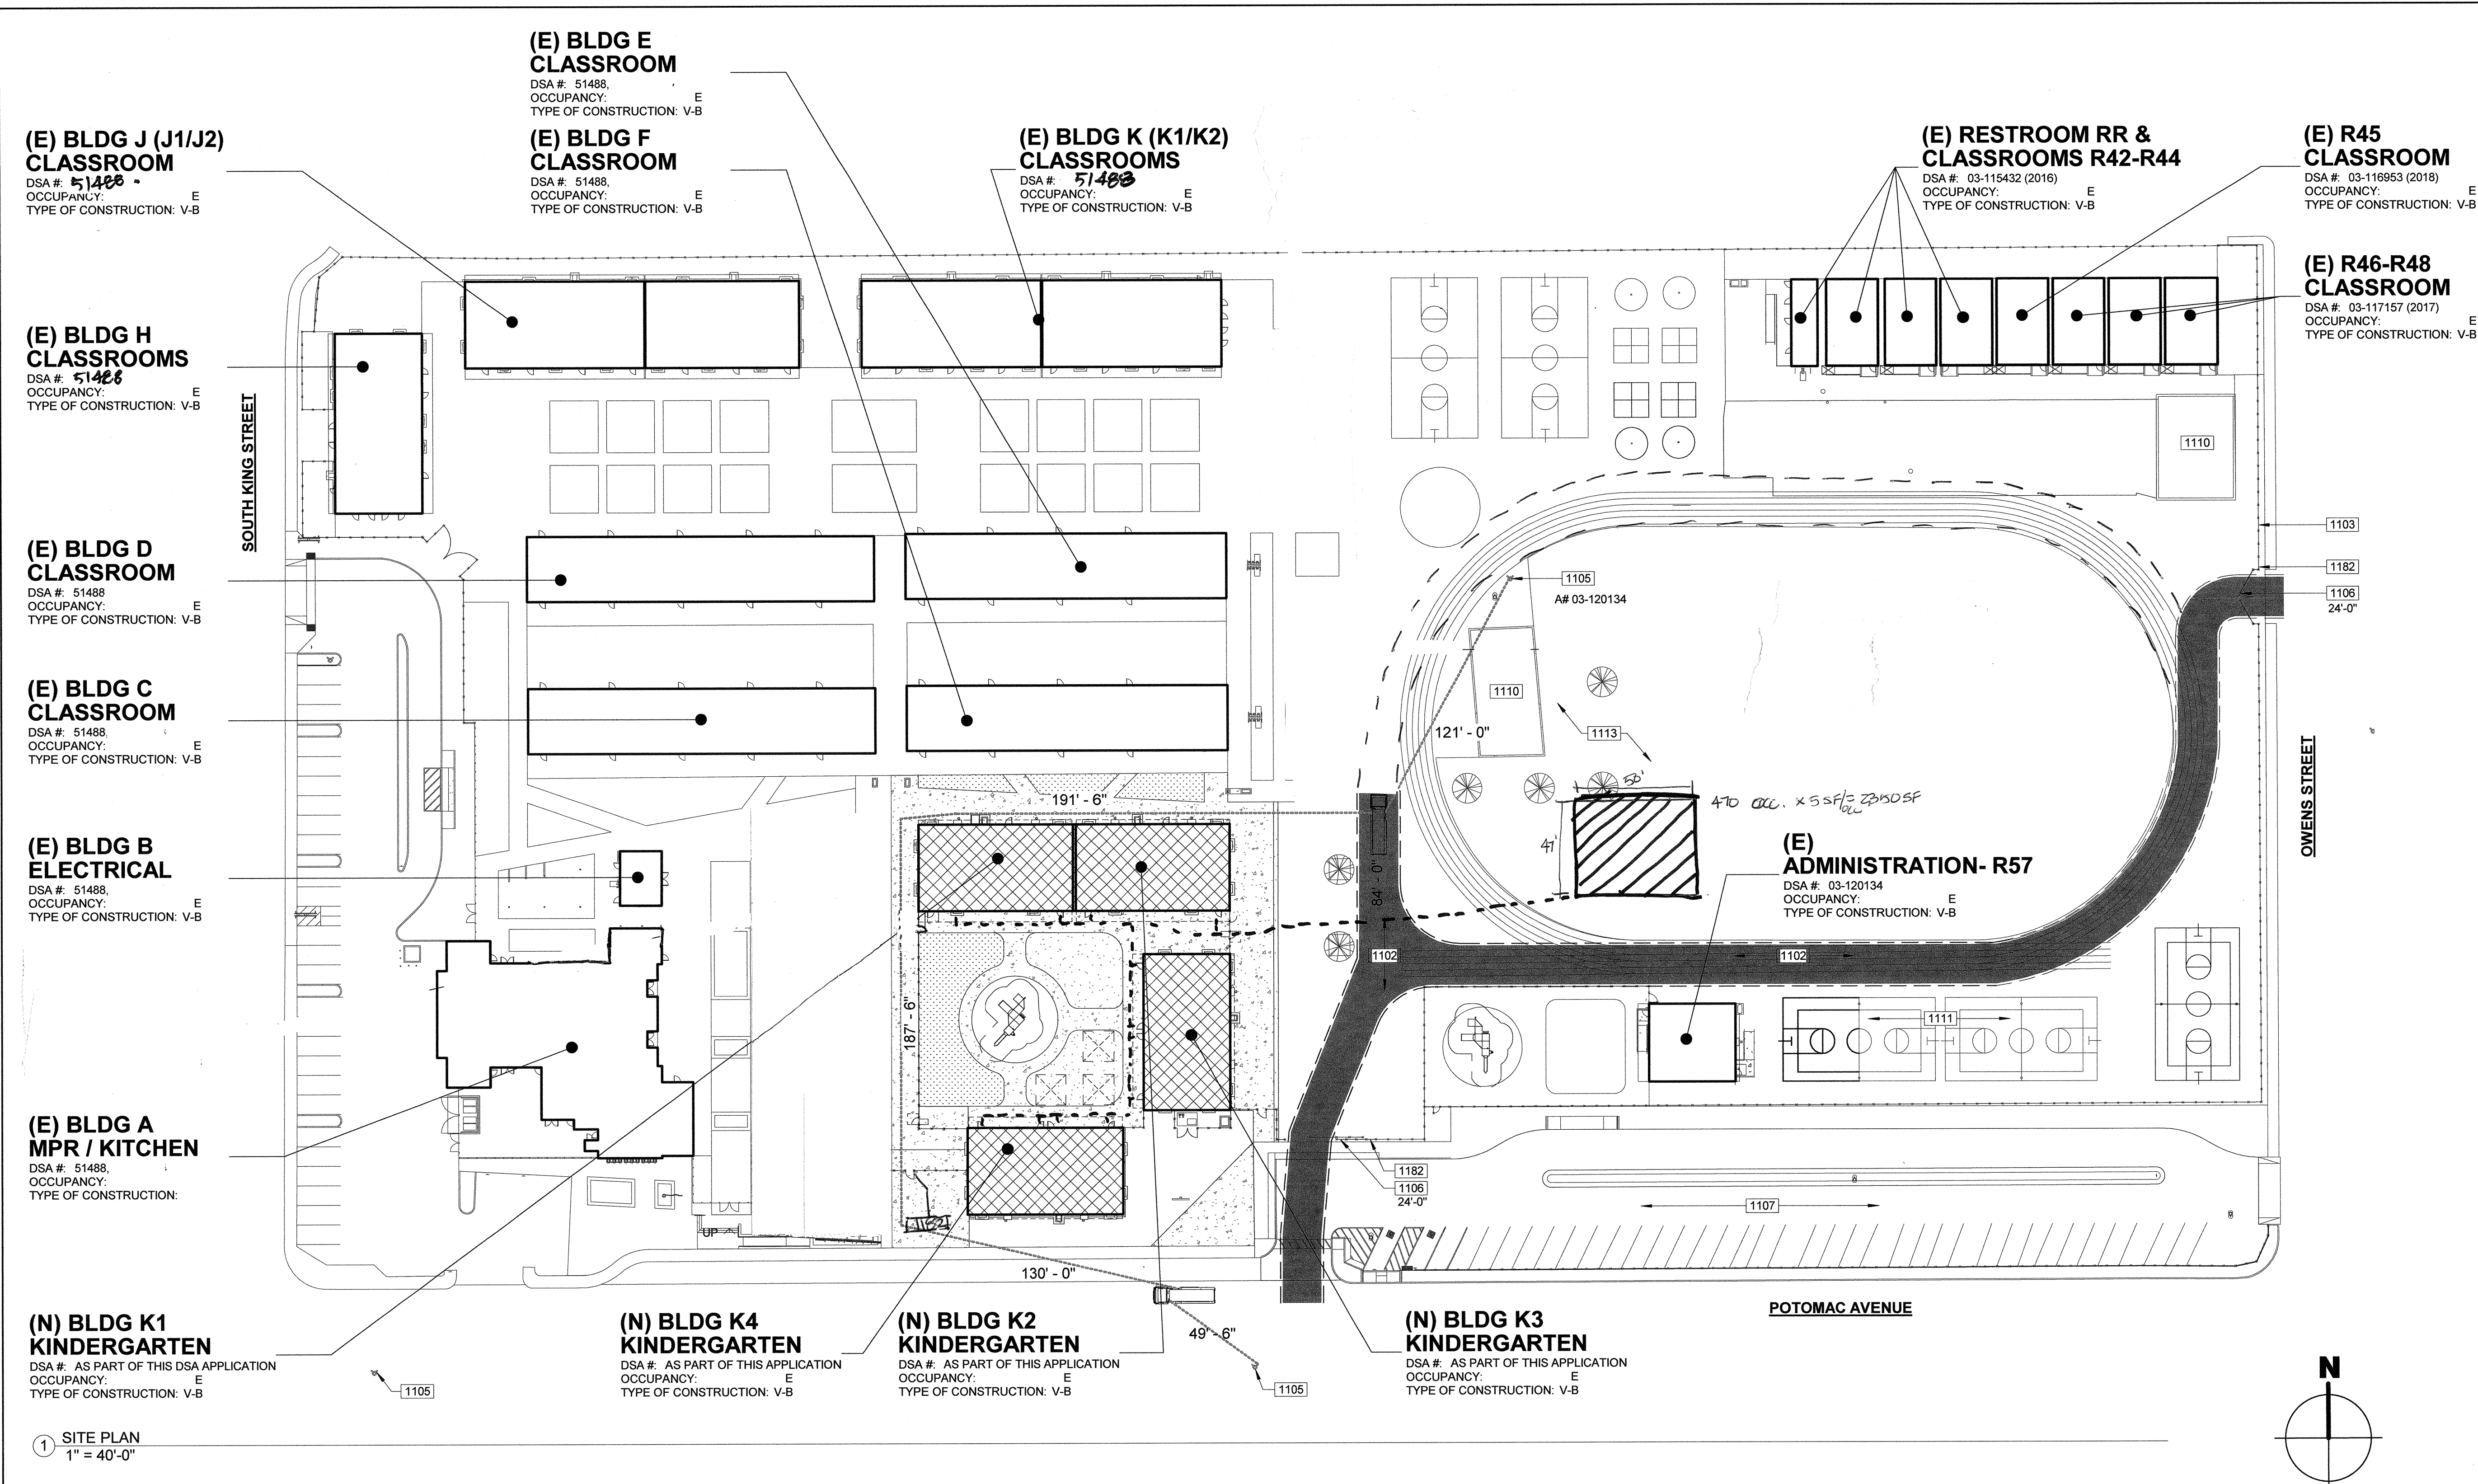 (E) BLDG E
CLASSROOM
DSA #: 51488,
OCCUPANCY: E
TYPE OF CONSTRUCTION: V-B
(E) BLDG J (J1/J2)
CLASSROOM
DSA #: 51488
OCCUPANCY: E
TYPE OF CONSTRUCTION: V-B
(E) BLDG F
CLASSROOM
DSA #: 51488,
OCCUPANCY: E
TYPE OF CONSTRUCTION: V-B
(E) BLDG K (K1/K2)
CLASSROOMS
DSA #: 51488
OCCUPANCY: E
TYPE OF CONSTRUCTION: V-B
(E) RESTROOM RR &
CLASSROOMS R42-R44
DSA #: 03-115432 (2016)
OCCUPANCY: E
TYPE OF CONSTRUCTION: V-B
(E) R45
CLASSROOM
DSA #: 03-116953 (2018)
OCCUPANCY: E
TYPE OF CONSTRUCTION: V-B
(E) R46-R48
CLASSROOM
DSA #: 03-117157 (2017)
OCCUPANCY: E
TYPE OF CONSTRUCTION: V-B
(E) BLDG H
CLASSROOMS
DSA #: 51488
OCCUPANCY: E
TYPE OF CONSTRUCTION: V-B
SOUTH KING STREET
1110
1103
1182
1106
24'-0"
(E) BLDG D
CLASSROOM
DSA #: 51488
OCCUPANCY: E
TYPE OF CONSTRUCTION: V-B
1105
A# 03-120134
1110
1113
121' - 0"
(E) BLDG C
CLASSROOM
DSA #: 51488,
OCCUPANCY: E
TYPE OF CONSTRUCTION: V-B
OWENS STREET
191' - 6"
50'
470 OCC. X 5 SF/OCC = 2350 SF
47'
84' - 0"
(E) BLDG B
ELECTRICAL
DSA #: 51488,
OCCUPANCY: E
TYPE OF CONSTRUCTION: V-B
(E)
ADMINISTRATION- R57
DSA #: 03-120134
OCCUPANCY: E
TYPE OF CONSTRUCTION: V-B
1102
1102
187' - 6"
1111
(E) BLDG A
MPR / KITCHEN
DSA #: 51488,
OCCUPANCY:
TYPE OF CONSTRUCTION:
1182
1106
24'-0"
1107
1182
UP
130' - 0"
49' - 6"
POTOMAC AVENUE
(N) BLDG K1
KINDERGARTEN
DSA #: AS PART OF THIS DSA APPLICATION
OCCUPANCY: E
TYPE OF CONSTRUCTION: V-B
1105
(N) BLDG K4
KINDERGARTEN
DSA #: AS PART OF THIS APPLICATION
OCCUPANCY: E
TYPE OF CONSTRUCTION: V-B
(N) BLDG K2
KINDERGARTEN
DSA #: AS PART OF THIS APPLICATION
OCCUPANCY: E
TYPE OF CONSTRUCTION: V-B
1105
(N) BLDG K3
KINDERGARTEN
DSA #: AS PART OF THIS APPLICATION
OCCUPANCY: E
TYPE OF CONSTRUCTION: V-B
N
1 SITE PLAN
1" = 40'-0"